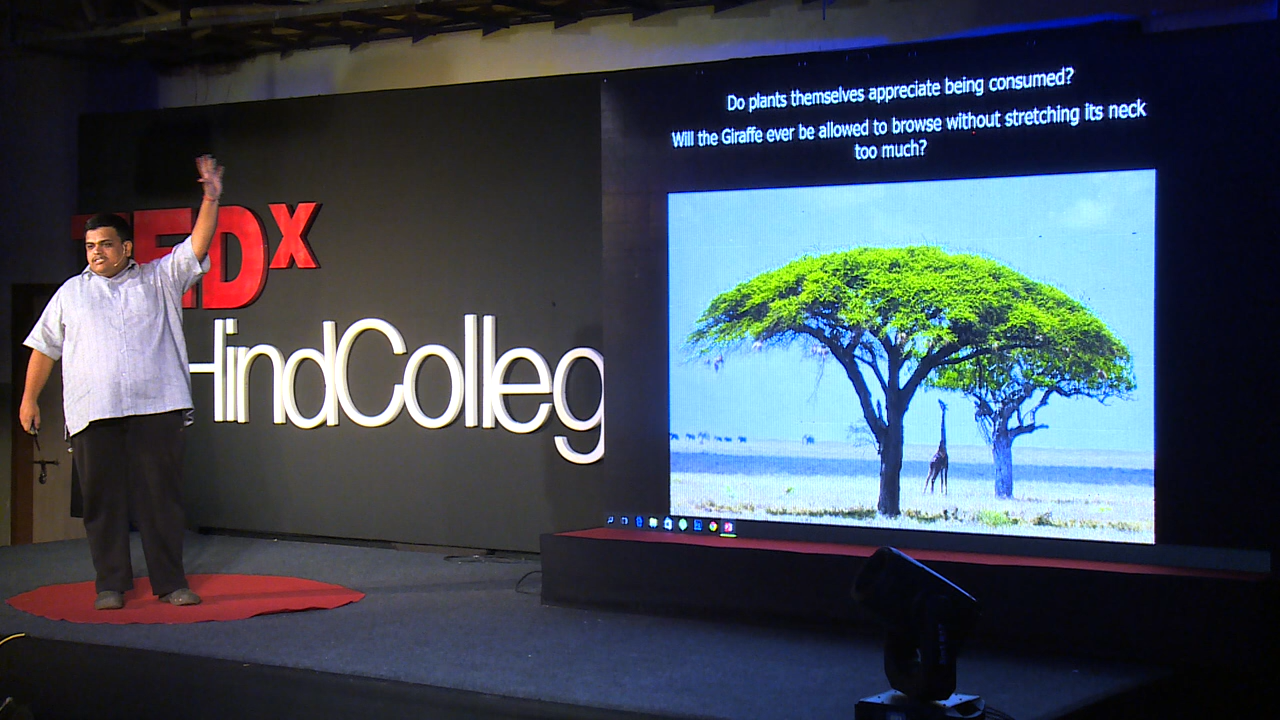 Do plants themselves appreciate being consumed?
Will the Giraffe ever be allowed to browse without stretching its neck
too much?
TEDx
HindColleg